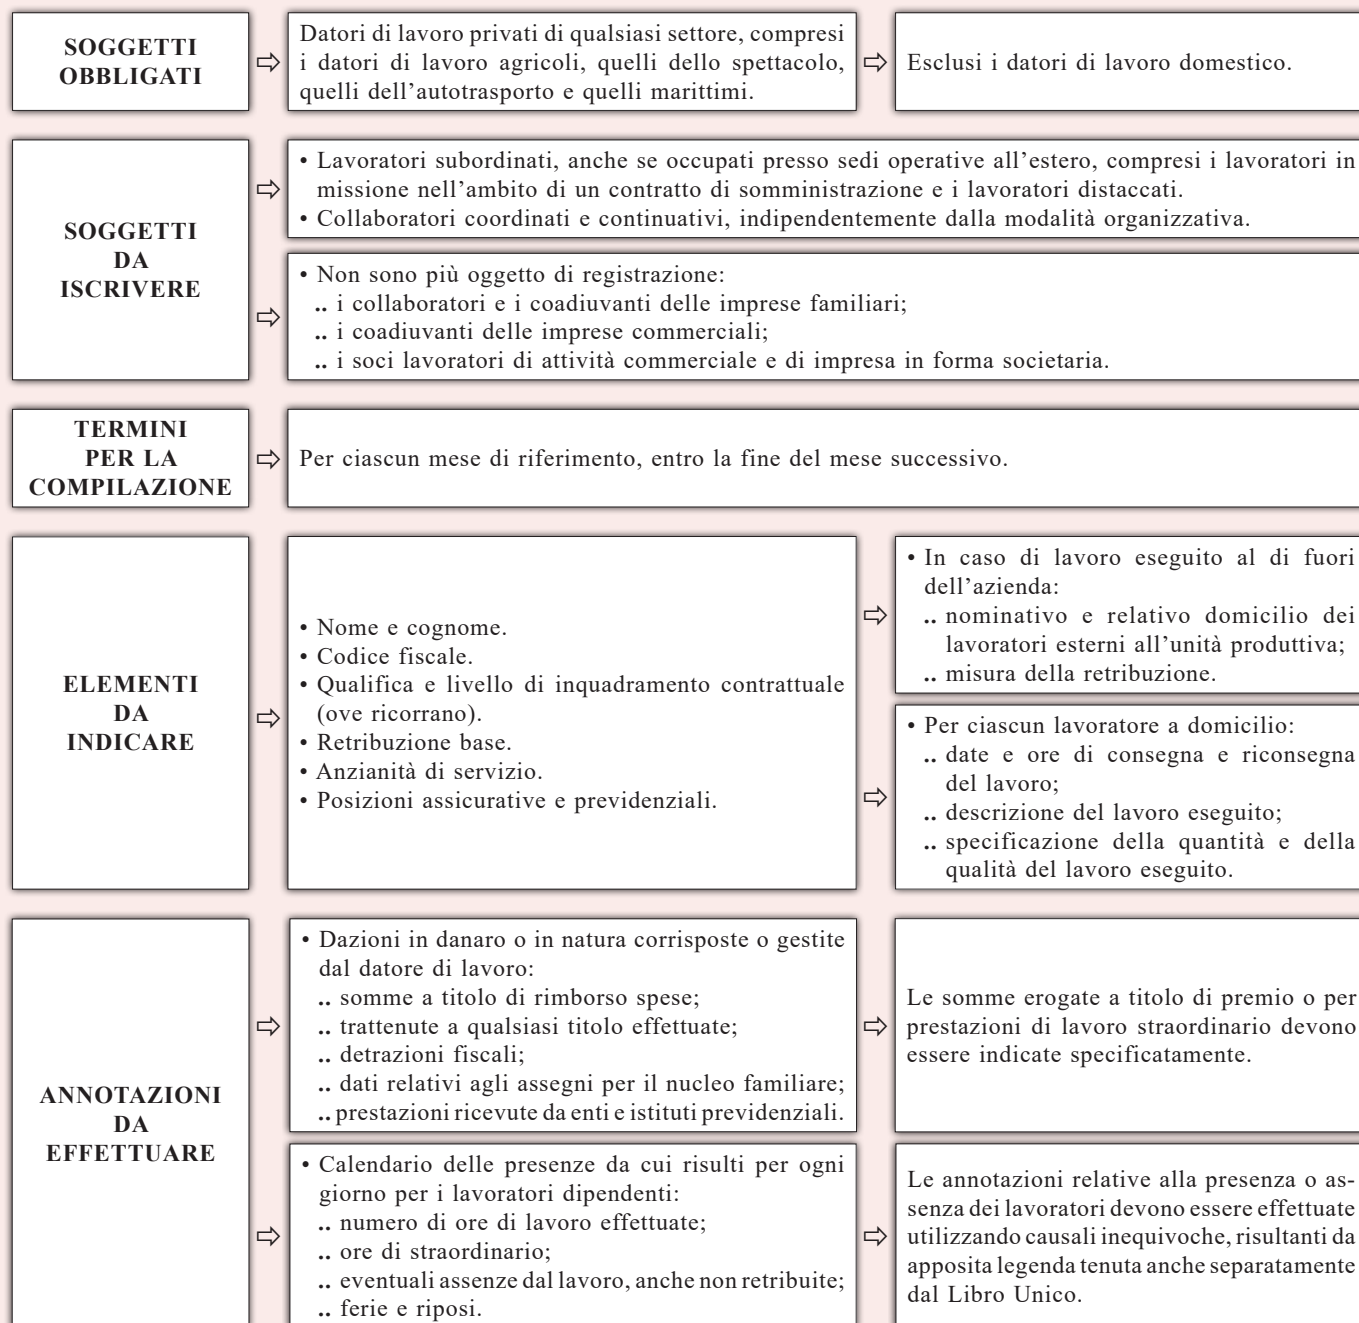 SOGGETTI
OBBLIGATI
⇨
Datori di lavoro privati di qualsiasi settore, compresi
i datori di lavoro agricoli, quelli dello spettacolo,
quelli dell'autotrasporto e quelli marittimi.
⇨
Esclusi i datori di lavoro domestico.
SOGGETTI
DA
ISCRIVERE
⇨
• Lavoratori subordinati, anche se occupati presso sedi operative all'estero, compresi i lavoratori in
missione nell'ambito di un contratto di somministrazione e i lavoratori distaccati.
• Collaboratori coordinati e continuativi, indipendentemente dalla modalità organizzativa.
⇨
• Non sono più oggetto di registrazione:
.. i collaboratori e i coadiuvanti delle imprese familiari;
.. i coadiuvanti delle imprese commerciali;
.. i soci lavoratori di attività commerciale e di impresa in forma societaria.
TERMINI
PER LA
COMPILAZIONE
⇨
Per ciascun mese di riferimento, entro la fine del mese successivo.
ELEMENTI
DA
INDICARE
⇨
• Nome e cognome.
• Codice fiscale.
• Qualifica e livello di inquadramento contrattuale
(ove ricorrano).
• Retribuzione base.
• Anzianità di servizio.
• Posizioni assicurative e previdenziali.
⇨
• In caso di lavoro eseguito al di fuori
dell'azienda:
.. nominativo e relativo domicilio dei
lavoratori esterni all'unità produttiva;
.. misura della retribuzione.
⇨
• Per ciascun lavoratore a domicilio:
.. date e ore di consegna e riconsegna
del lavoro;
.. descrizione del lavoro eseguito;
.. specificazione della quantità e della
qualità del lavoro eseguito.
ANNOTAZIONI
DA
EFFETTUARE
⇨
• Dazioni in danaro o in natura corrisposte o gestite
dal datore di lavoro:
.. somme a titolo di rimborso spese;
.. trattenute a qualsiasi titolo effettuate;
.. detrazioni fiscali;
.. dati relativi agli assegni per il nucleo familiare;
.. prestazioni ricevute da enti e istituti previdenziali.
⇨
Le somme erogate a titolo di premio o per
prestazioni di lavoro straordinario devono
essere indicate specificatamente.
⇨
• Calendario delle presenze da cui risulti per ogni
giorno per i lavoratori dipendenti:
.. numero di ore di lavoro effettuate;
.. ore di straordinario;
.. eventuali assenze dal lavoro, anche non retribuite;
.. ferie e riposi.
⇨
Le annotazioni relative alla presenza o as-
senza dei lavoratori devono essere effettuate
utilizzando causali inequivoche, risultanti da
apposita legenda tenuta anche separatamente
dal Libro Unico.